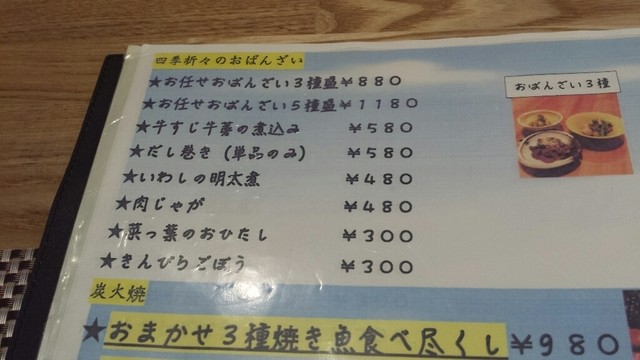 四季折々のおばんざい
★お任せおばんざい3種盛￥880
★お任せおばんざい5種盛￥1180
★牛すじ牛蒡の煮込み ￥580
★だし巻き（単品のみ） ￥580
★いわしの明太煮 ￥480
★肉じゃが ￥480
★菜っ葉のおひたし ￥300
★きんぴらごぼう ￥300
おばんざい3種
炭火焼
★おまかせ3種焼き魚食べ尽くし￥980